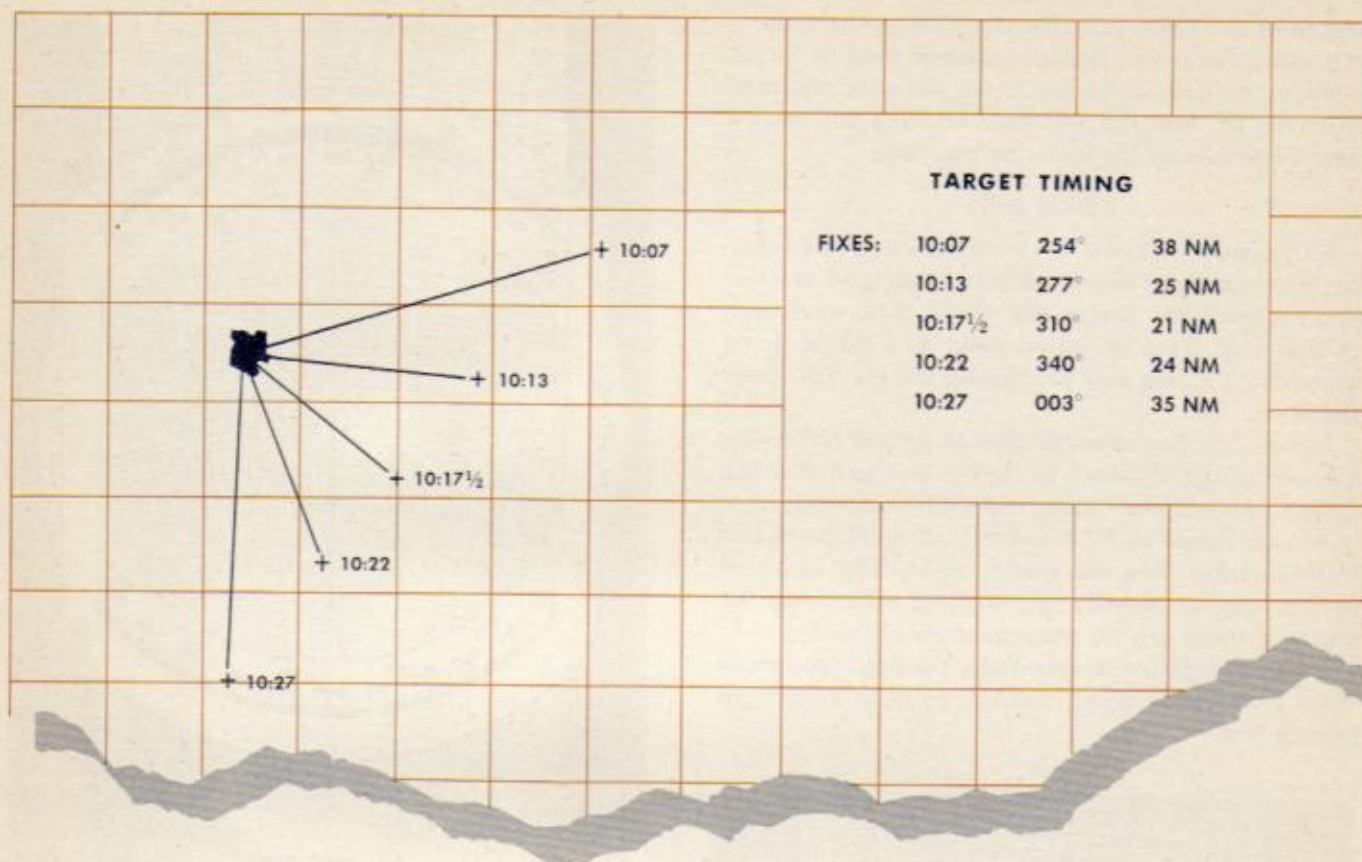 TARGET TIMING
FIXES: 10:07 254° 38 NM
10:13 277° 25 NM
10:17½ 310° 21 NM
10:22 340° 24 NM
10:27 003° 35 NM
10:07
10:13
10:17½
10:22
10:27